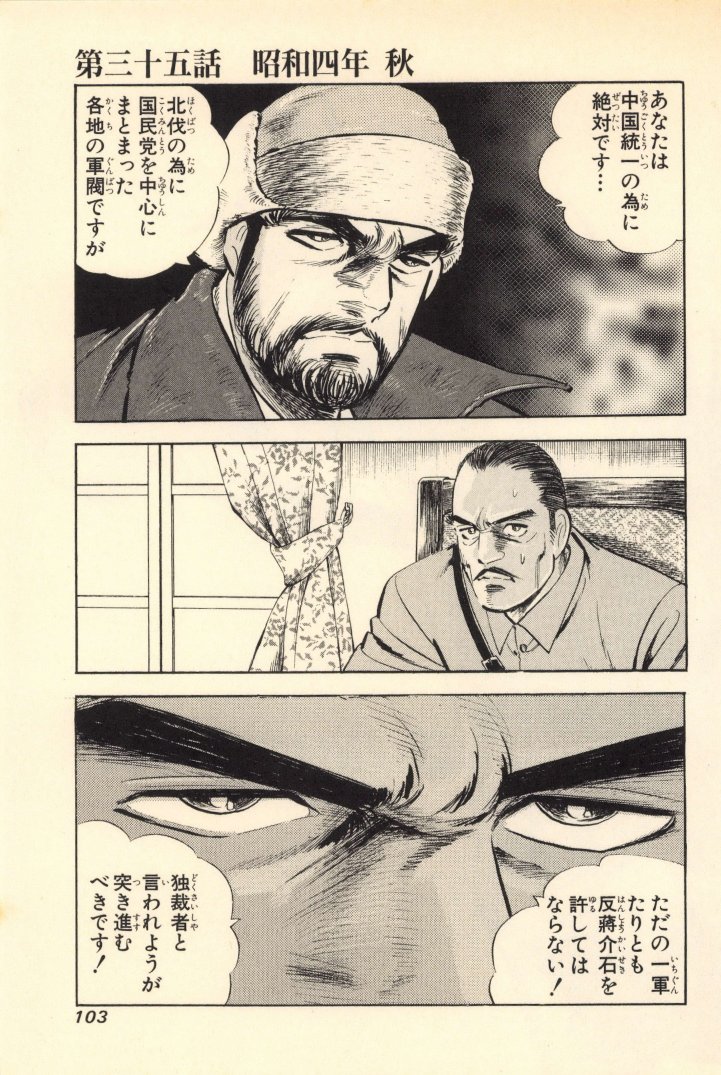 第三十五話　昭和四年 秋
あなたは
中国統一の為に
絶対です…
北伐の為に
国民党を中心に
まとまった
各地の軍閥ですが
ただの一軍
たりとも
反蔣介石を
許しては
ならない！
独裁者と
言われようが
突き進む
べきです！
103